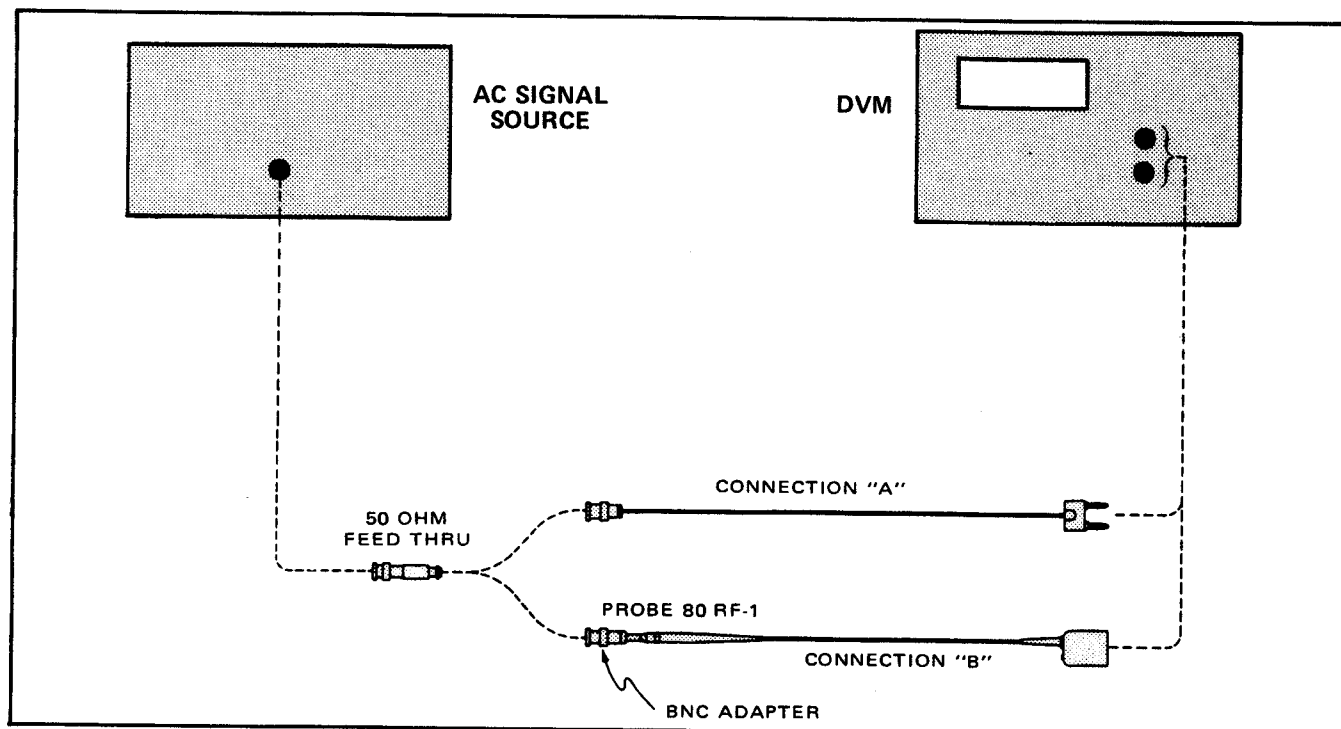 AC SIGNAL
SOURCE
DVM
CONNECTION "A"
50 OHM
FEED THRU
PROBE 80 RF-1
CONNECTION "B"
BNC ADAPTER